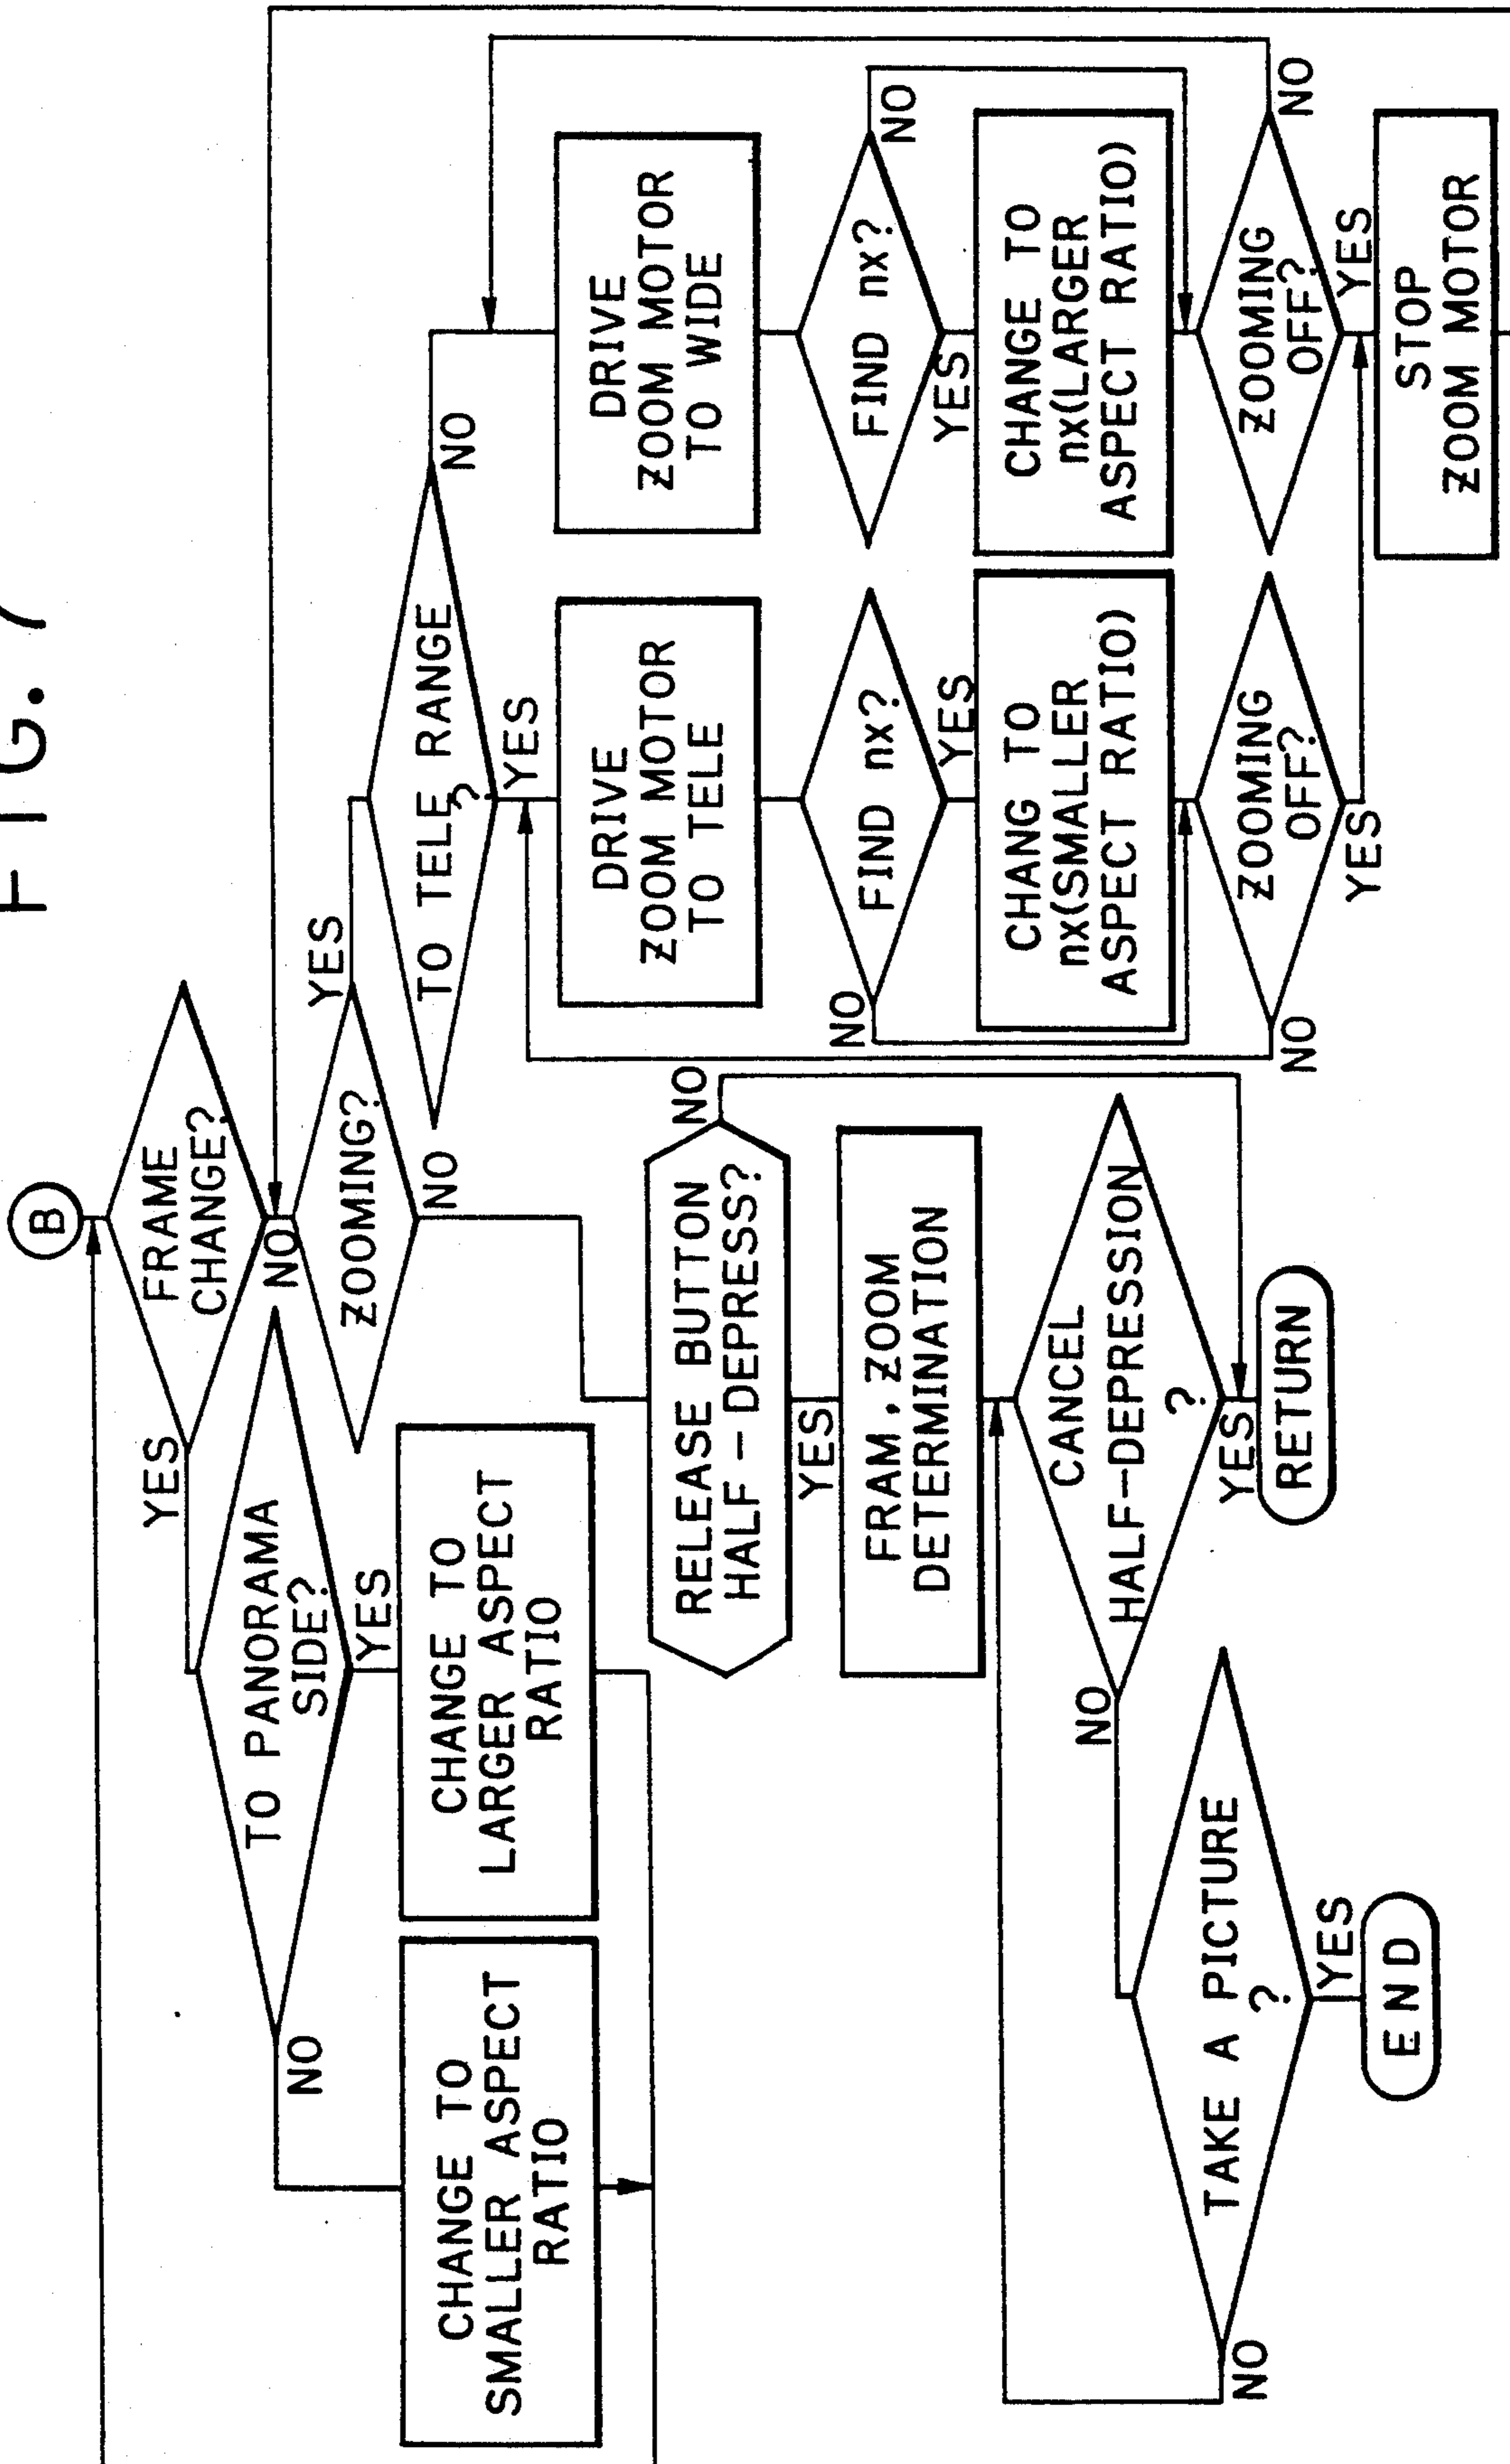 FIG. 7
B
FRAME
CHANGE?
YES
NO
TO PANORAMA
SIDE?
NO
YES
CHANGE TO
SMALLER ASPECT
RATIO
CHANGE TO
LARGER ASPECT
RATIO
ZOOMING?
YES
NO
TO TELE RANGE
?
NO
YES
DRIVE
ZOOM MOTOR
TO TELE
DRIVE
ZOOM MOTOR
TO WIDE
FIND nx?
NO
YES
FIND nx?
NO
YES
CHANG TO
nx(SMALLER
ASPECT RATIO)
CHANGE TO
nx(LARGER
ASPECT RATIO)
ZOOMING
OFF?
NO
YES
ZOOMING
OFF?
NO
YES
STOP
ZOOM MOTOR
RELEASE BUTTON
HALF-DEPRESS?
NO
YES
FRAM, ZOOM
DETERMINATION
CANCEL
HALF-DEPRESSION
?
NO
YES
RETURN
TAKE A PICTURE
?
NO
YES
END